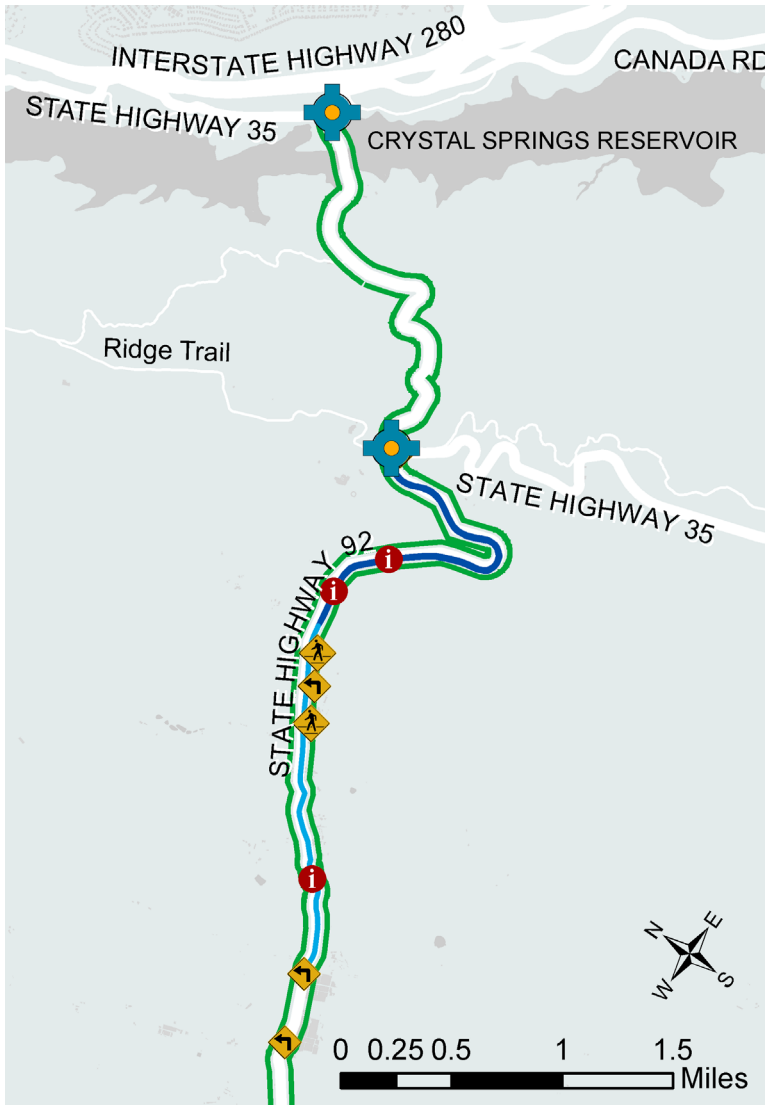 INTERSTATE HIGHWAY 280
CANADA RD
STATE HIGHWAY 35
CRYSTAL SPRINGS RESERVOIR
Ridge Trail
STATE HIGHWAY 35
STATE HIGHWAY 92
i
i
i
N E
W S
0 0.25 0.5 1 1.5
Miles